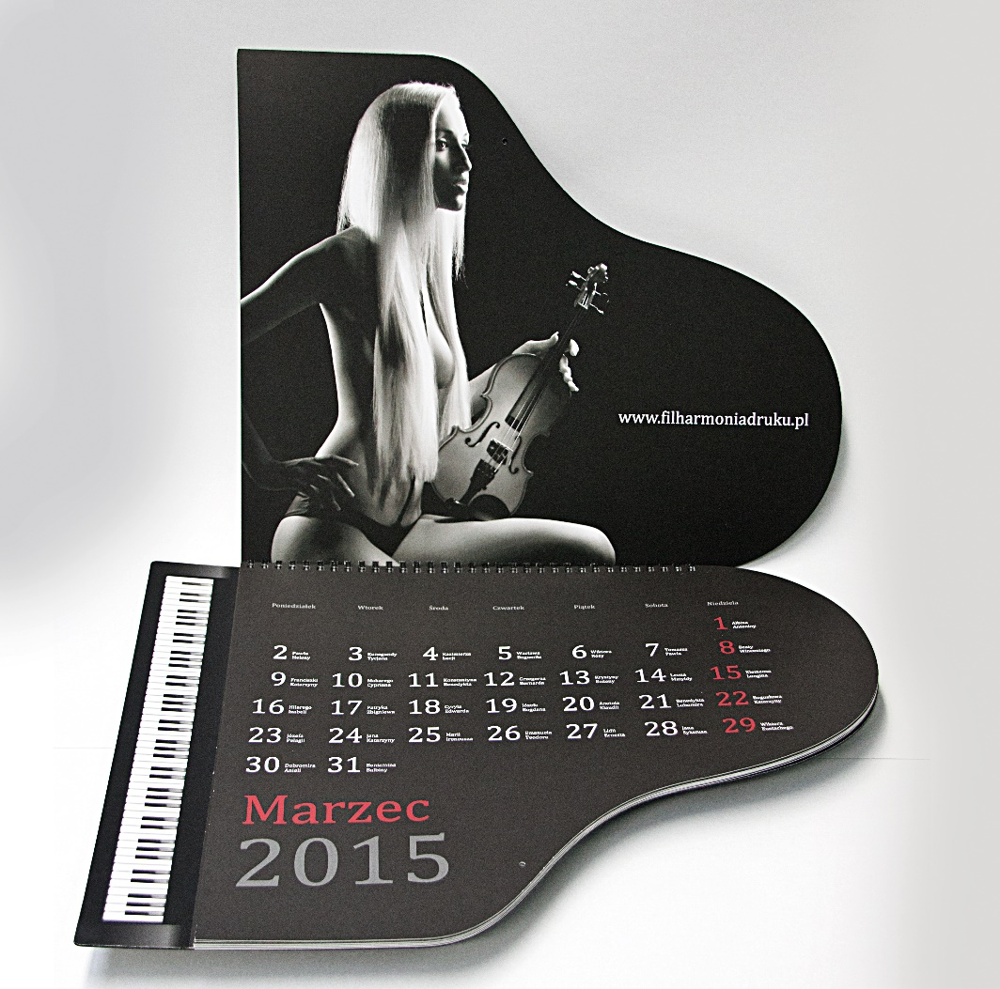 www.filharmoniadruku.pl
Poniedziałek Wtorek Środa Czwartek Piątek Sobota Niedziela
1 Albina Antoniny
2 Pawła Heleny 3 Kunegundy Tycjana 4 Kazimierza Łucji 5 Wacława Bogumiła 6 Wiktora Róży 7 Tomasza Pawła 8 Beaty Wincentego
9 Franciszki Katarzyny 10 Makarego Cypriana 11 Konstantyna Benedykta 12 Grzegorza Bernarda 13 Krystyny Bożeny 14 Leona Matyldy 15 Klemensa Longina
16 Hilarego Izabeli 17 Patryka Zbigniewa 18 Cyryla Edwarda 19 Józefa Bogdana 20 Anatola Klaudii 21 Benedykta Lubomira 22 Bogusława Katarzyny
23 Józefa Pelagii 24 Katarzyny 25 Marii Ireneusza 26 Emanuela Teodora 27 Lidii Ernesta 28 29 Wiktora Eustachego
30 Dobromira Anieli 31 Beniamina Balbiny
Marzec
2015